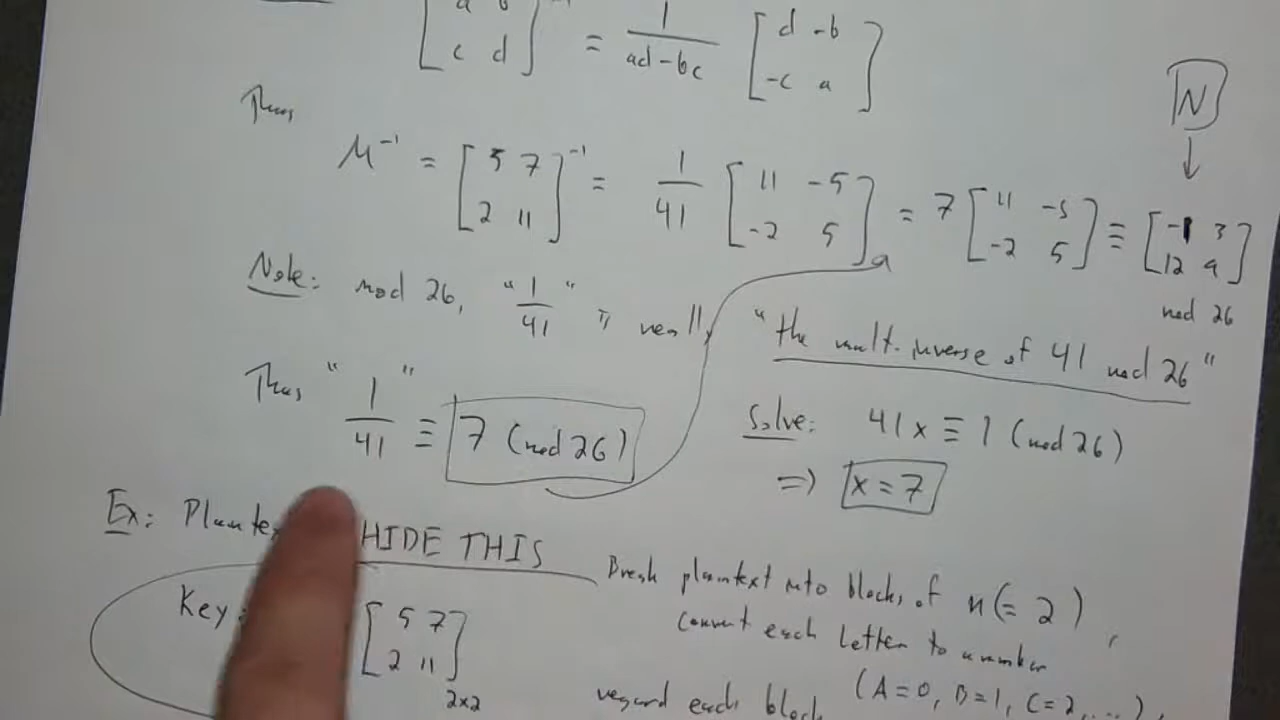 [a b; c d]⁻¹ = 1/(ad-bc) [d -b; -c a]
N
Thus
M⁻¹ = [5 7; 2 11]⁻¹ = 1/41 [11 -5; -2 5] = 7 [11 -5; -2 5] ≡ [-1 3; 12 9] mod 26
Note: mod 26, "1/41" is really "the mult. inverse of 41 mod 26"
Thus "1/41" ≡ 7 (mod 26)
Solve: 41x ≡ 1 (mod 26)
=> x = 7
Ex: HIDE THIS
Break plaintext into blocks of n (= 2),
convert each letter to a number
(A=0, B=1, C=2, ...),
regard each block
Key: [5 7; 2 11] 2x2